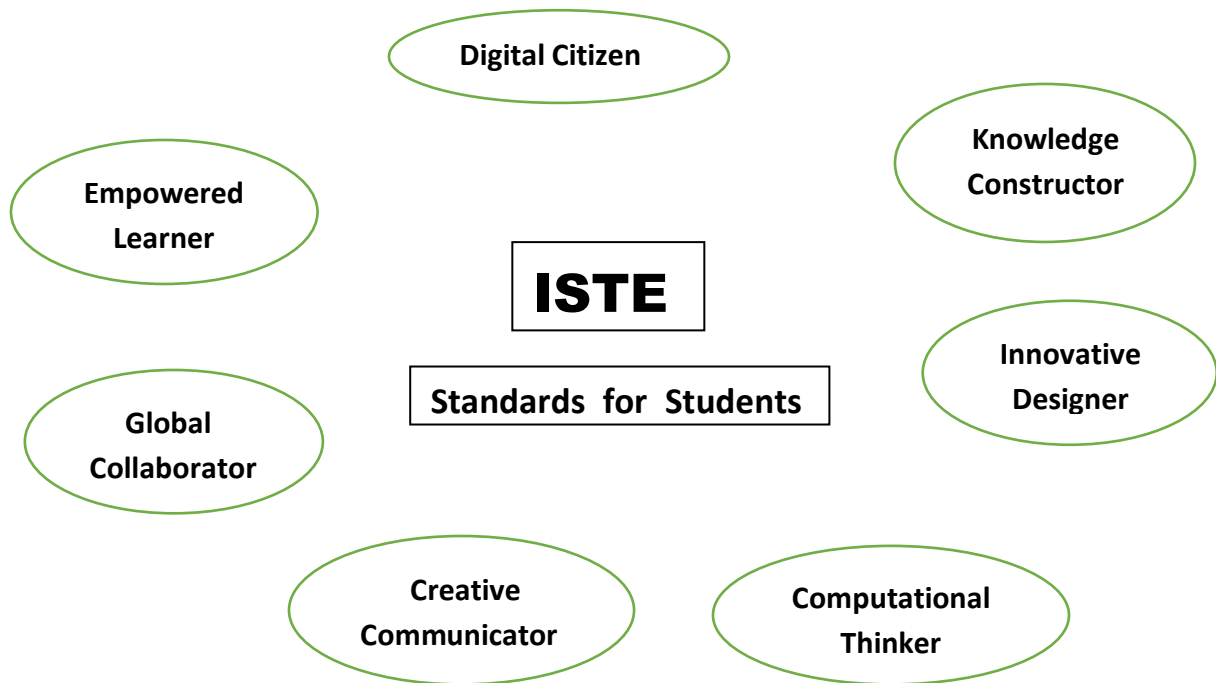 Digital Citizen
Knowledge
Constructor
Empowered
Learner
ISTE
Innovative
Designer
Standards for Students
Global
Collaborator
Creative
Communicator
Computational
Thinker